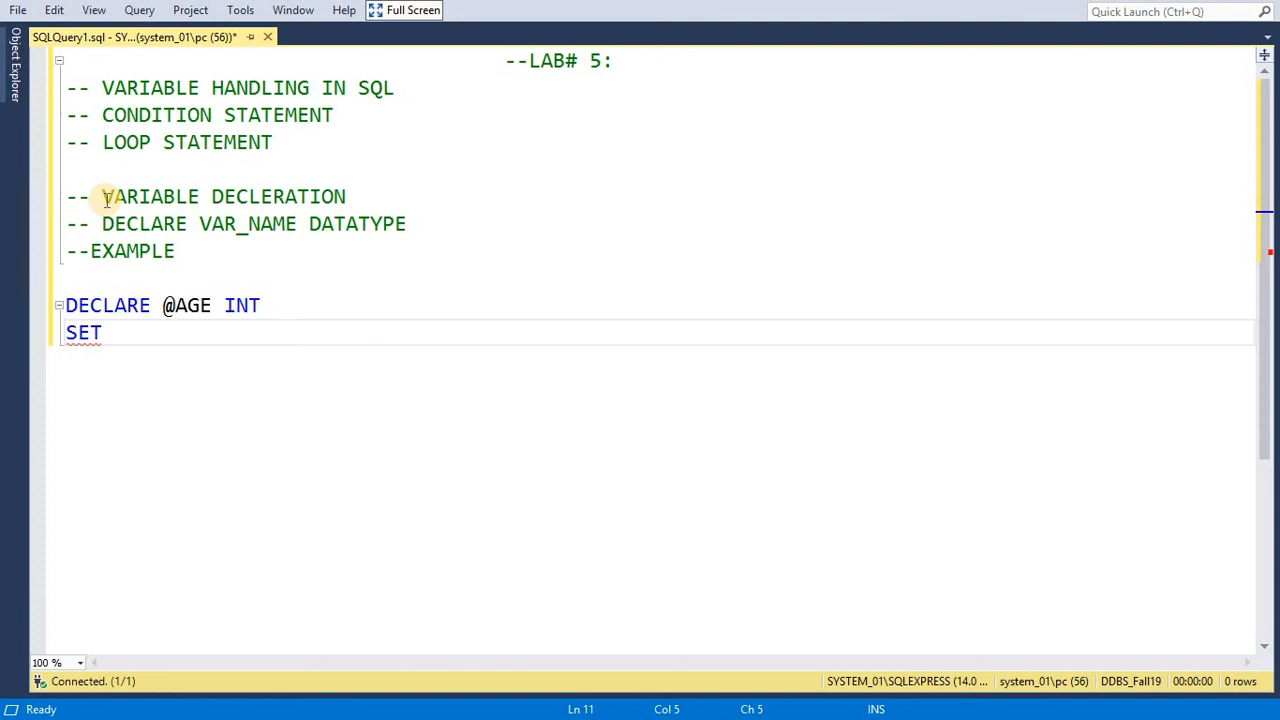 File Edit View Query Project Tools Window Help Full Screen Quick Launch (Ctrl+Q)
SQLQuery1.sql - SY...(system_01\pc (56))*
Object Explorer
--LAB# 5:
-- VARIABLE HANDLING IN SQL
-- CONDITION STATEMENT
-- LOOP STATEMENT
-- VARIABLE DECLERATION
-- DECLARE VAR_NAME DATATYPE
--EXAMPLE
DECLARE @AGE INT
SET
100 %
Connected. (1/1) SYSTEM_01\SQLEXPRESS (14.0 ... system_01\pc (56) DDBS_Fall19 00:00:00 0 rows
Ready Ln 11 Col 5 Ch 5 INS